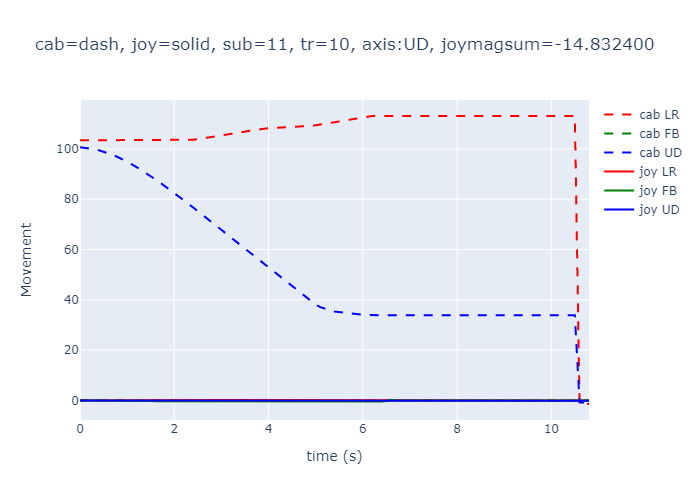 cab=dash, joy=solid, sub=11, tr=10, axis:UD, joymagsum=-14.832400
cab LR
cab FB
cab UD
joy LR
joy FB
joy UD
Movement
100
80
60
40
20
0
0 2 4 6 8 10
time (s)